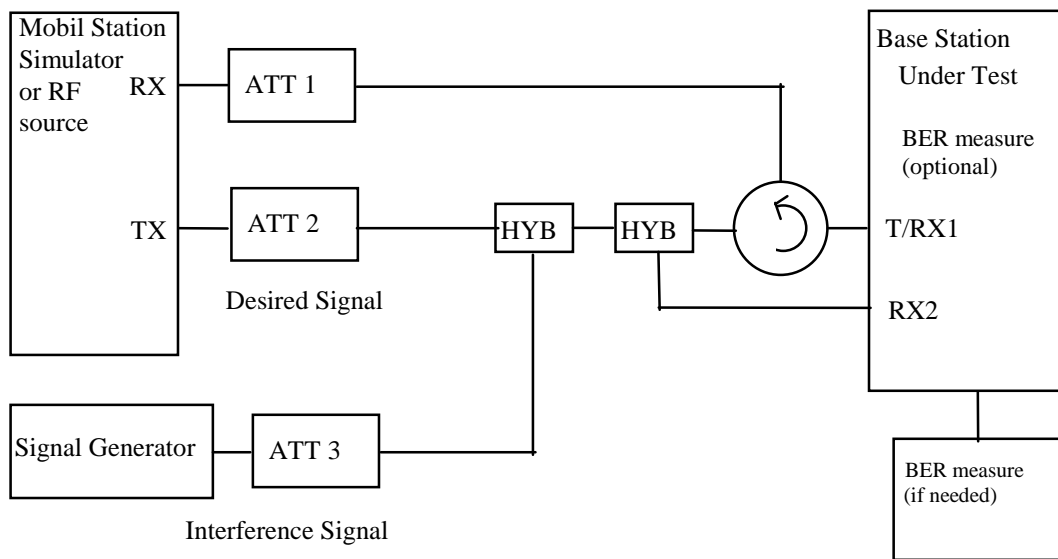 Mobil Station
Simulator
or RF
source
RX
TX
ATT 1
ATT 2
Desired Signal
HYB
HYB
Base Station
Under Test
BER measure
(optional)
T/RX1
RX2
Signal Generator
ATT 3
Interference Signal
BER measure
(if needed)